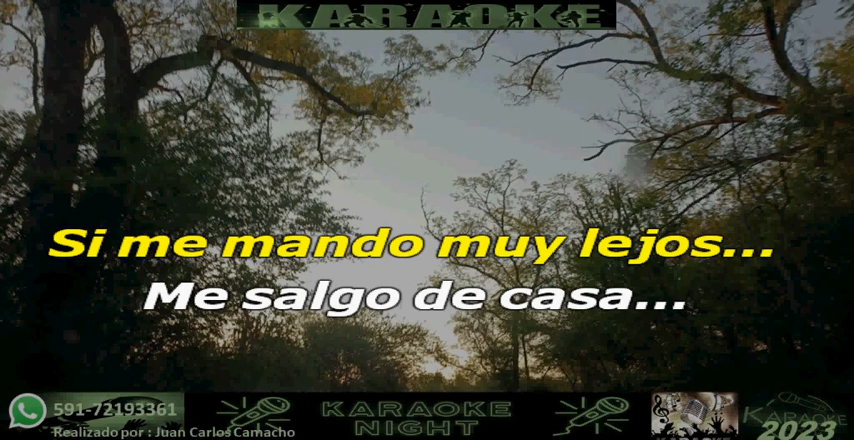 KARAOKE
Si me mando muy lejos...
Me salgo de casa...
591-72193361
Realizado por : Juan Carlos Camacho
KARAOKE
NIGHT
KARAOKE
KARAOKE
2023